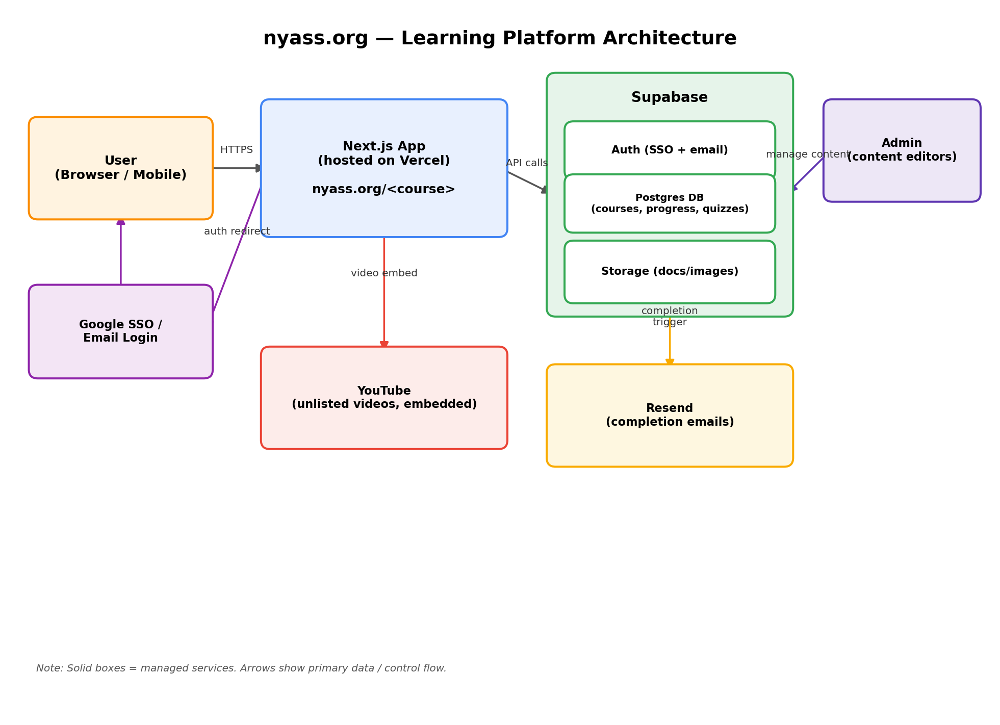 nyass.org — Learning Platform Architecture
User
(Browser / Mobile)
HTTPS
Next.js App
(hosted on Vercel)
nyass.org/<course>
API calls
Supabase
Auth (SSO + email)
Postgres DB
(courses, progress, quizzes)
Storage (docs/images)
manage content
Admin
(content editors)
auth redirect
Google SSO /
Email Login
video embed
YouTube
(unlisted videos, embedded)
completion
trigger
Resend
(completion emails)
Note: Solid boxes = managed services. Arrows show primary data / control flow.